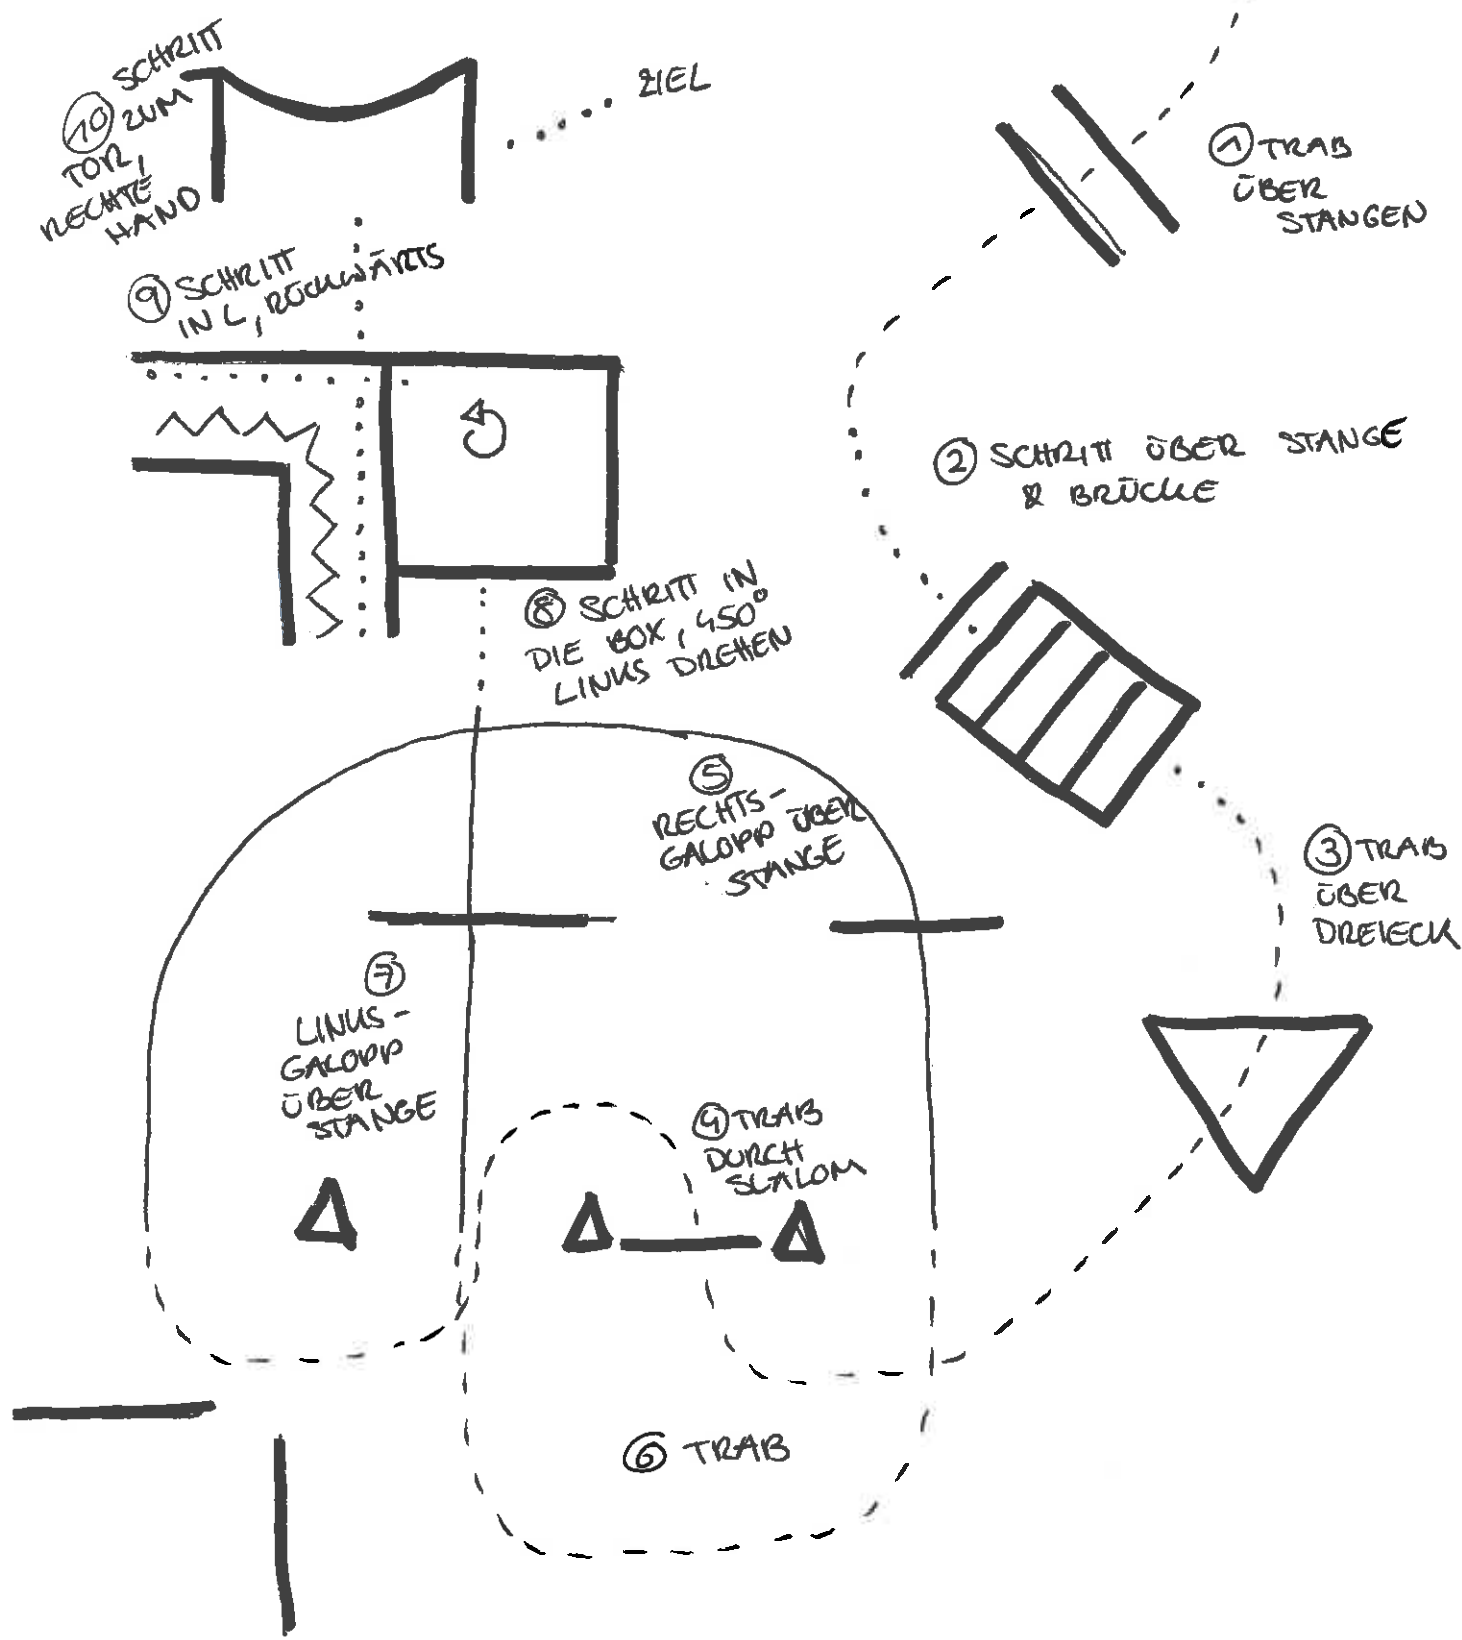 ① TRAB
ÜBER
STANGEN
② SCHRITT ÜBER STANGE
& BRÜCKE
③ TRAB
ÜBER
DREIECK
④ TRAB
DURCH
SLALOM
⑤
RECHTS-
GALOPP ÜBER
STANGE
⑥ TRAB
⑦
LINKS-
GALOPP
ÜBER
STANGE
⑧ SCHRITT IN
DIE BOX, 450°
LINKS DREHEN
⑨ SCHRITT
IN L, RÜCKWÄRTS
⑩ SCHRITT
ZUM
TOR,
RECHTE
HAND
ZIEL